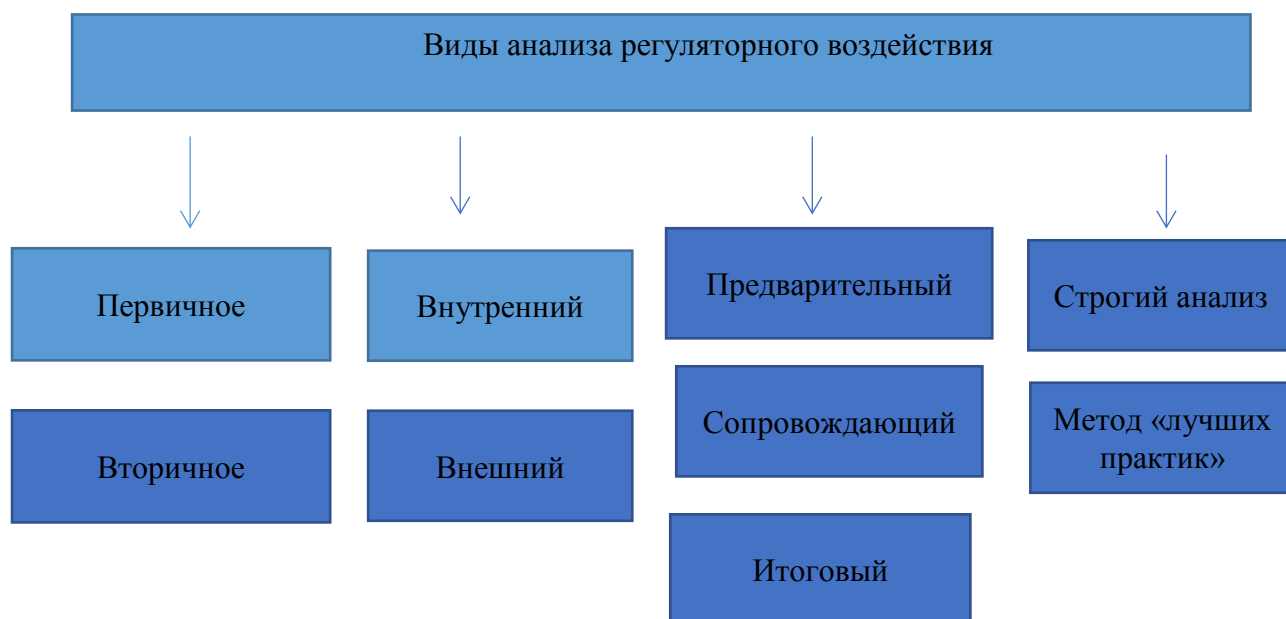 Виды анализа регуляторного воздействия
Первичное
Вторичное
Внутренний
Внешний
Предварительный
Сопровождающий
Итоговый
Строгий анализ
Метод «лучших
практик»